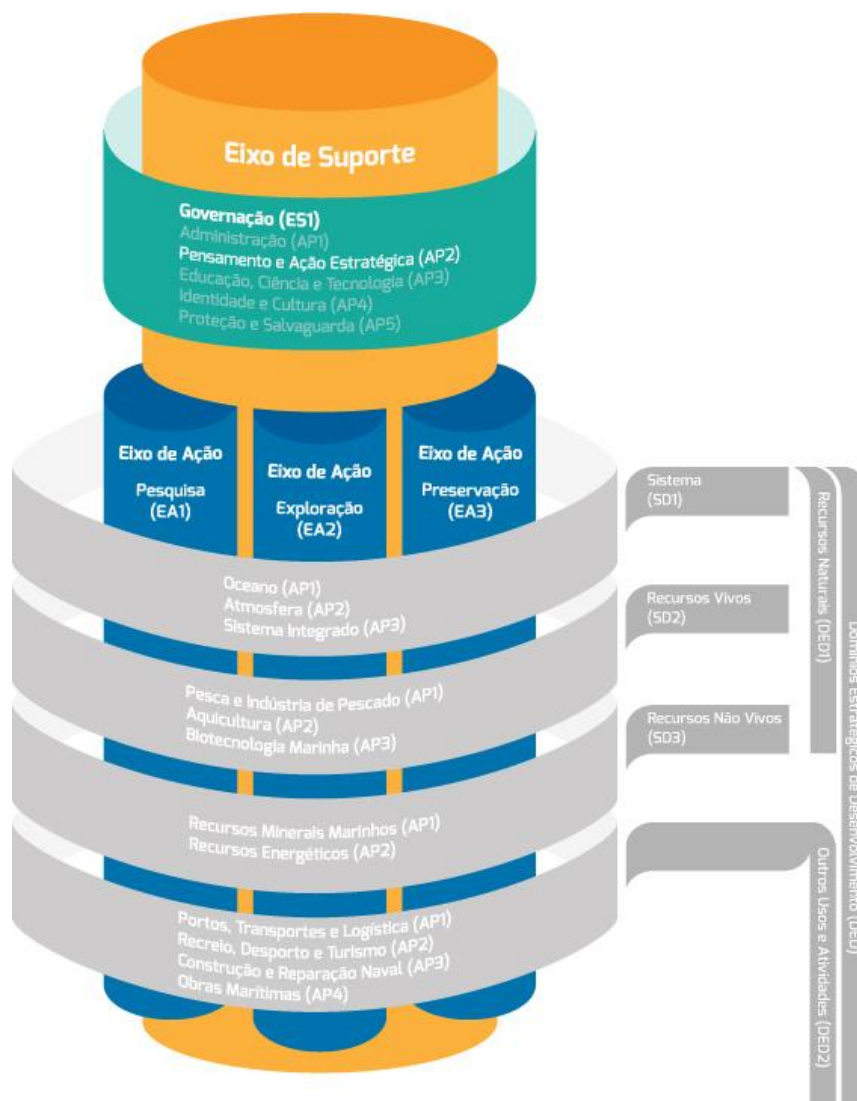 Eixo de Suporte
Governação (ES1)
Administração (AP1)
Pensamento e Ação Estratégica (AP2)
Educação, Ciência e Tecnologia (AP3)
Identidade e Cultura (AP4)
Proteção e Salvaguarda (AP5)
Eixo de Ação
Pesquisa
(EA1)
Eixo de Ação
Exploração
(EA2)
Eixo de Ação
Preservação
(EA3)
Oceano (AP1)
Atmosfera (AP2)
Sistema Integrado (AP3)
Sistema
(SD1)
Pesca e Indústria de Pescado (AP1)
Aquicultura (AP2)
Biotecnologia Marinha (AP3)
Recursos Vivos
(SD2)
Recursos Minerais Marinhos (AP1)
Recursos Energéticos (AP2)
Recursos Não Vivos
(SD3)
Portos, Transportes e Logística (AP1)
Recreio, Desporto e Turismo (AP2)
Construção e Reparação Naval (AP3)
Obras Marítimas (AP4)
Recursos Naturais (DED1)
Outros Usos e Atividades (DED2)
Domínios Estratégicos de Desenvolvimento (DED)